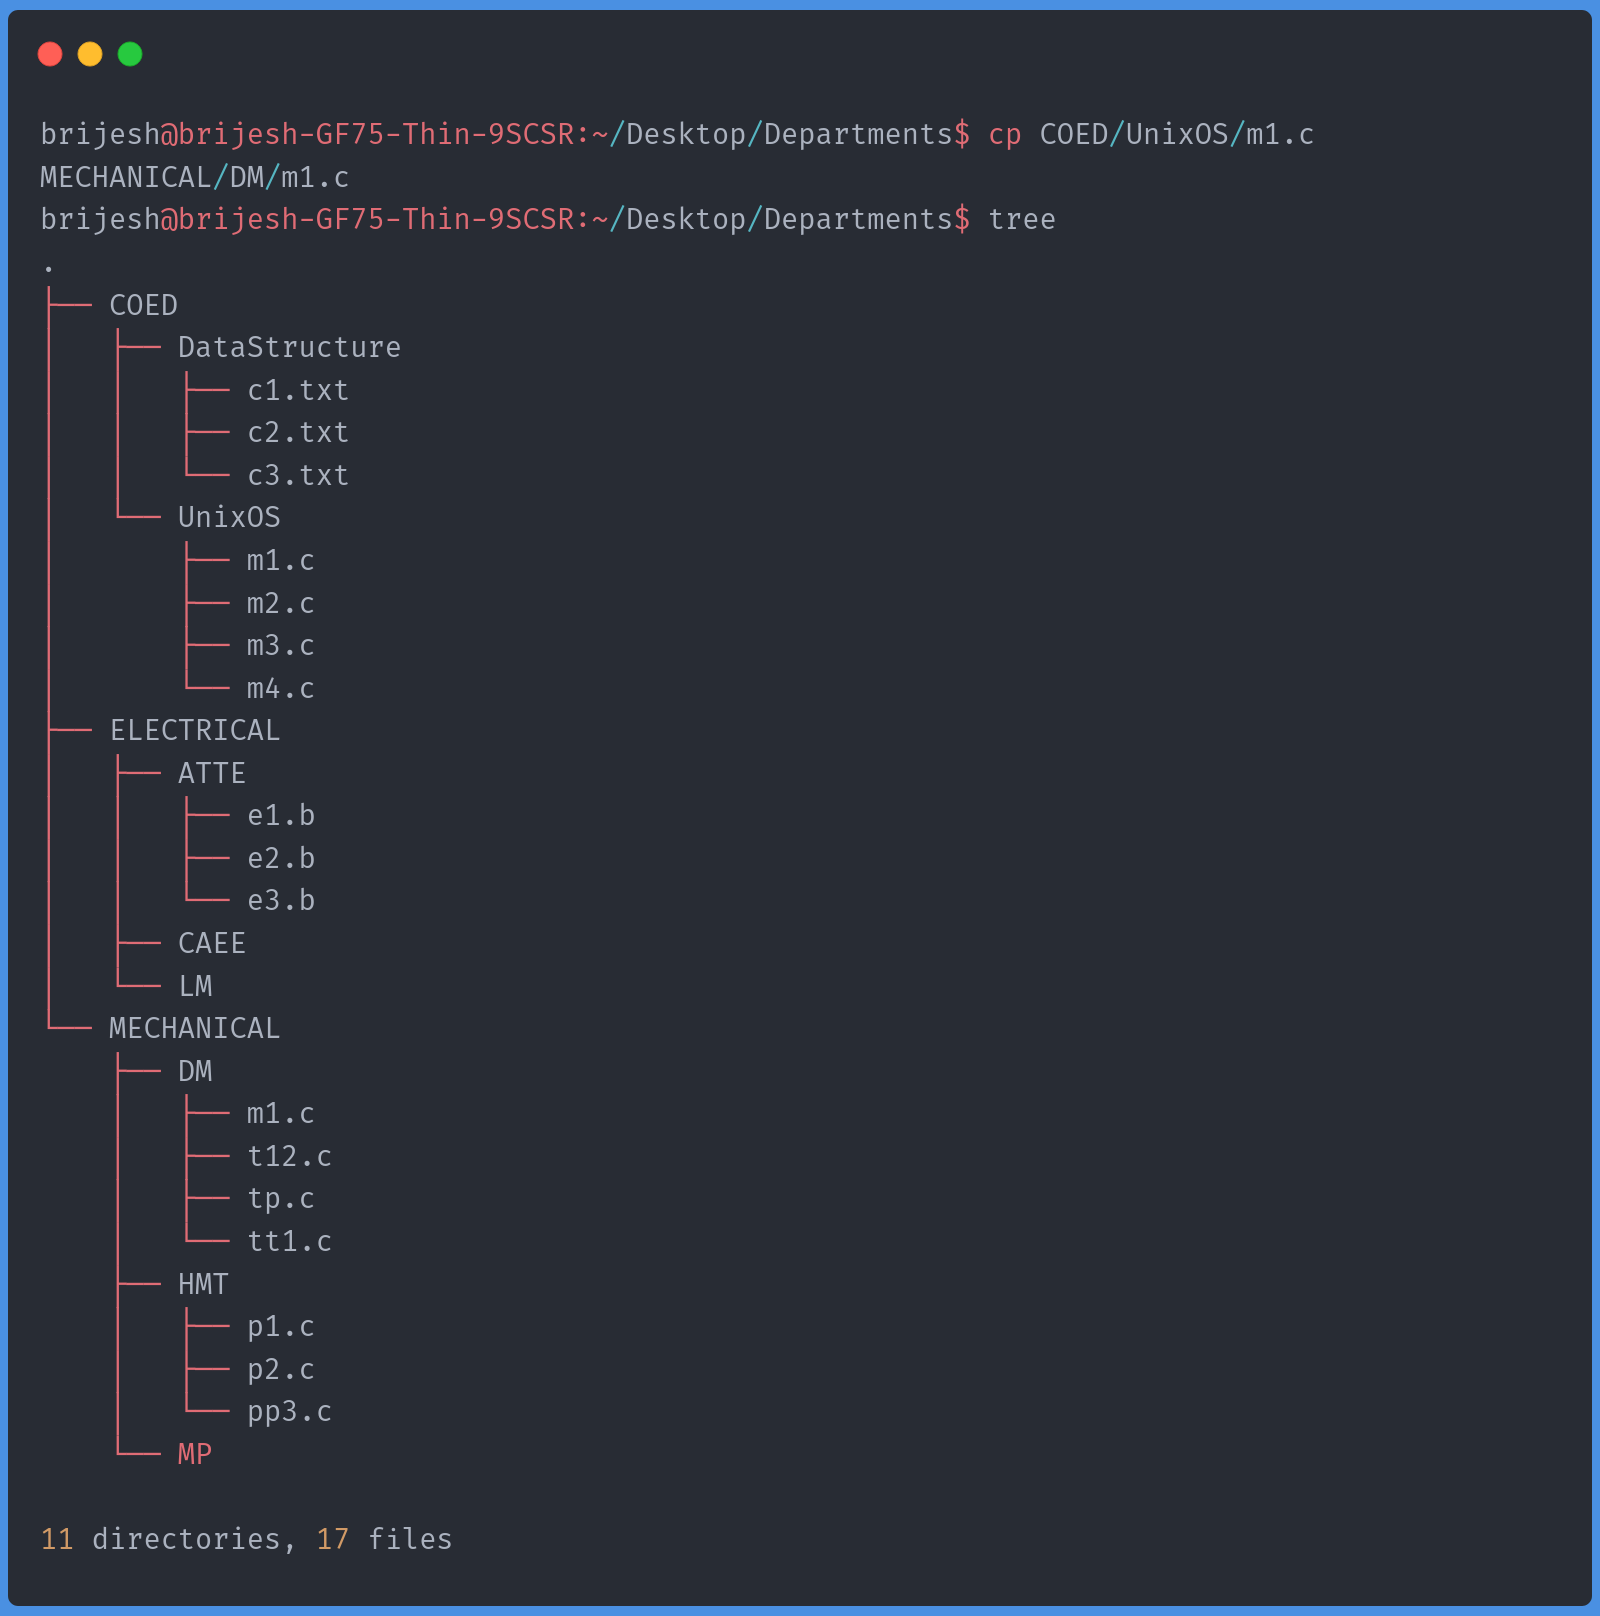 brijesh@brijesh-GF75-Thin-9SCSR:~/Desktop/Departments$ cp COED/UnixOS/m1.c
MECHANICAL/DM/m1.c
brijesh@brijesh-GF75-Thin-9SCSR:~/Desktop/Departments$ tree
.
├── COED
│   ├── DataStructure
│   │   ├── c1.txt
│   │   ├── c2.txt
│   │   └── c3.txt
│   └── UnixOS
│       ├── m1.c
│       ├── m2.c
│       ├── m3.c
│       └── m4.c
├── ELECTRICAL
│   ├── ATTE
│   │   ├── e1.b
│   │   ├── e2.b
│   │   └── e3.b
│   ├── CAEE
│   └── LM
└── MECHANICAL
    ├── DM
    │   ├── m1.c
    │   ├── t12.c
    │   ├── tp.c
    │   └── tt1.c
    ├── HMT
    │   ├── p1.c
    │   ├── p2.c
    │   └── pp3.c
    └── MP
11 directories, 17 files